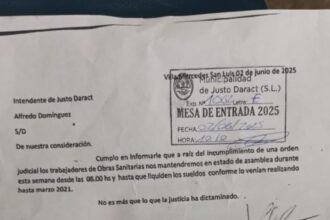 Villa Mercedes San Luis 02 de junio de 2025
Municipalidad
de Justo Daract (S.L.)
Exp. Nº 1081 Letra E
MESA DE ENTRADA 2025
FECHA
HORA
Intendente de Justo Daract
Alfredo Domínguez
S/D
De nuestra consideración.
Cumplo en Informarle que a raíz del incumplimiento de una orden
judicial los trabajadores de Obras Sanitarias nos mantendremos en estado de asamblea durante
esta semana desde las 06.00 hs y hasta que liquiden los sueldos conforme lo venían realizando
hasta marzo 2021.
No es más lo que la justicia ha dictaminado.